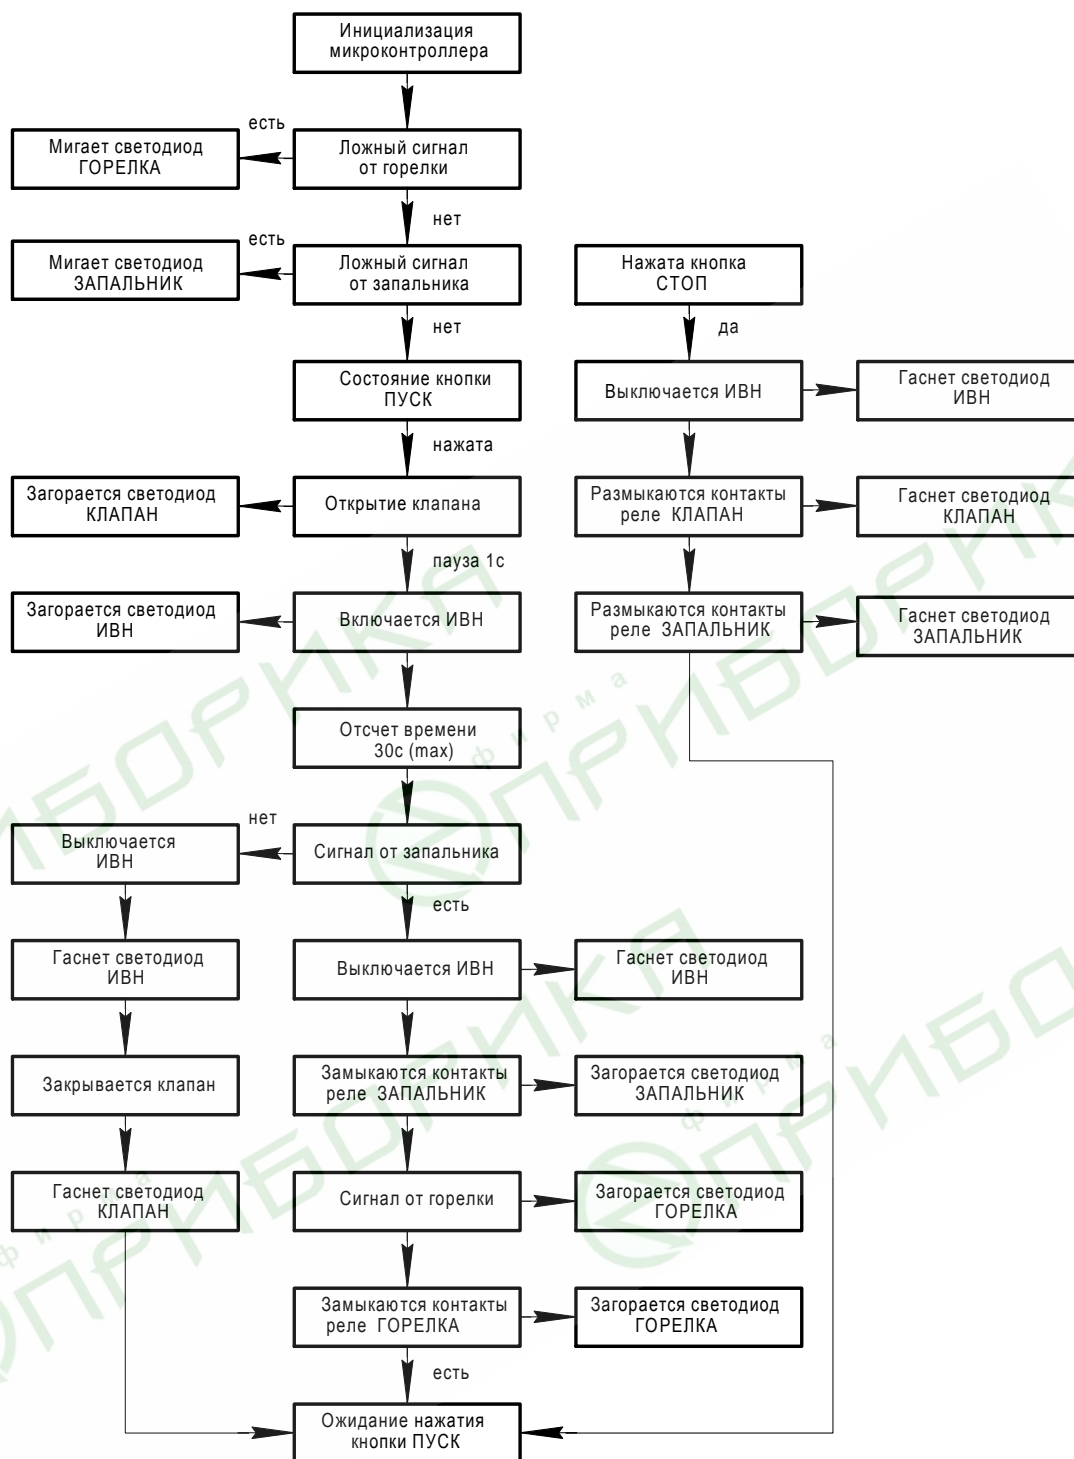 Инициализация
микроконтроллера
есть
Мигает светодиод
ГОРЕЛКА
Ложный сигнал
от горелки
нет
есть
Мигает светодиод
ЗАПАЛЬНИК
Ложный сигнал
от запальника
Нажата кнопка
СТОП
нет
да
Состояние кнопки
ПУСК
Выключается ИВН
Гаснет светодиод
ИВН
нажата
Загорается светодиод
КЛАПАН
Открытие клапана
Размыкаются контакты
реле КЛАПАН
Гаснет светодиод
КЛАПАН
пауза 1с
Загорается светодиод
ИВН
Включается ИВН
Размыкаются контакты
реле ЗАПАЛЬНИК
Гаснет светодиод
ЗАПАЛЬНИК
Отсчет времени
30с (max)
нет
Выключается
ИВН
Сигнал от запальника
есть
Гаснет светодиод
ИВН
Выключается ИВН
Гаснет светодиод
ИВН
Закрывается клапан
Замыкаются контакты
реле ЗАПАЛЬНИК
Загорается светодиод
ЗАПАЛЬНИК
Гаснет светодиод
КЛАПАН
Сигнал от горелки
Загорается светодиод
ГОРЕЛКА
Замыкаются контакты
реле ГОРЕЛКА
Загорается светодиод
ГОРЕЛКА
есть
Ожидание нажатия
кнопки ПУСК
фирма
ПРИБОРИКА